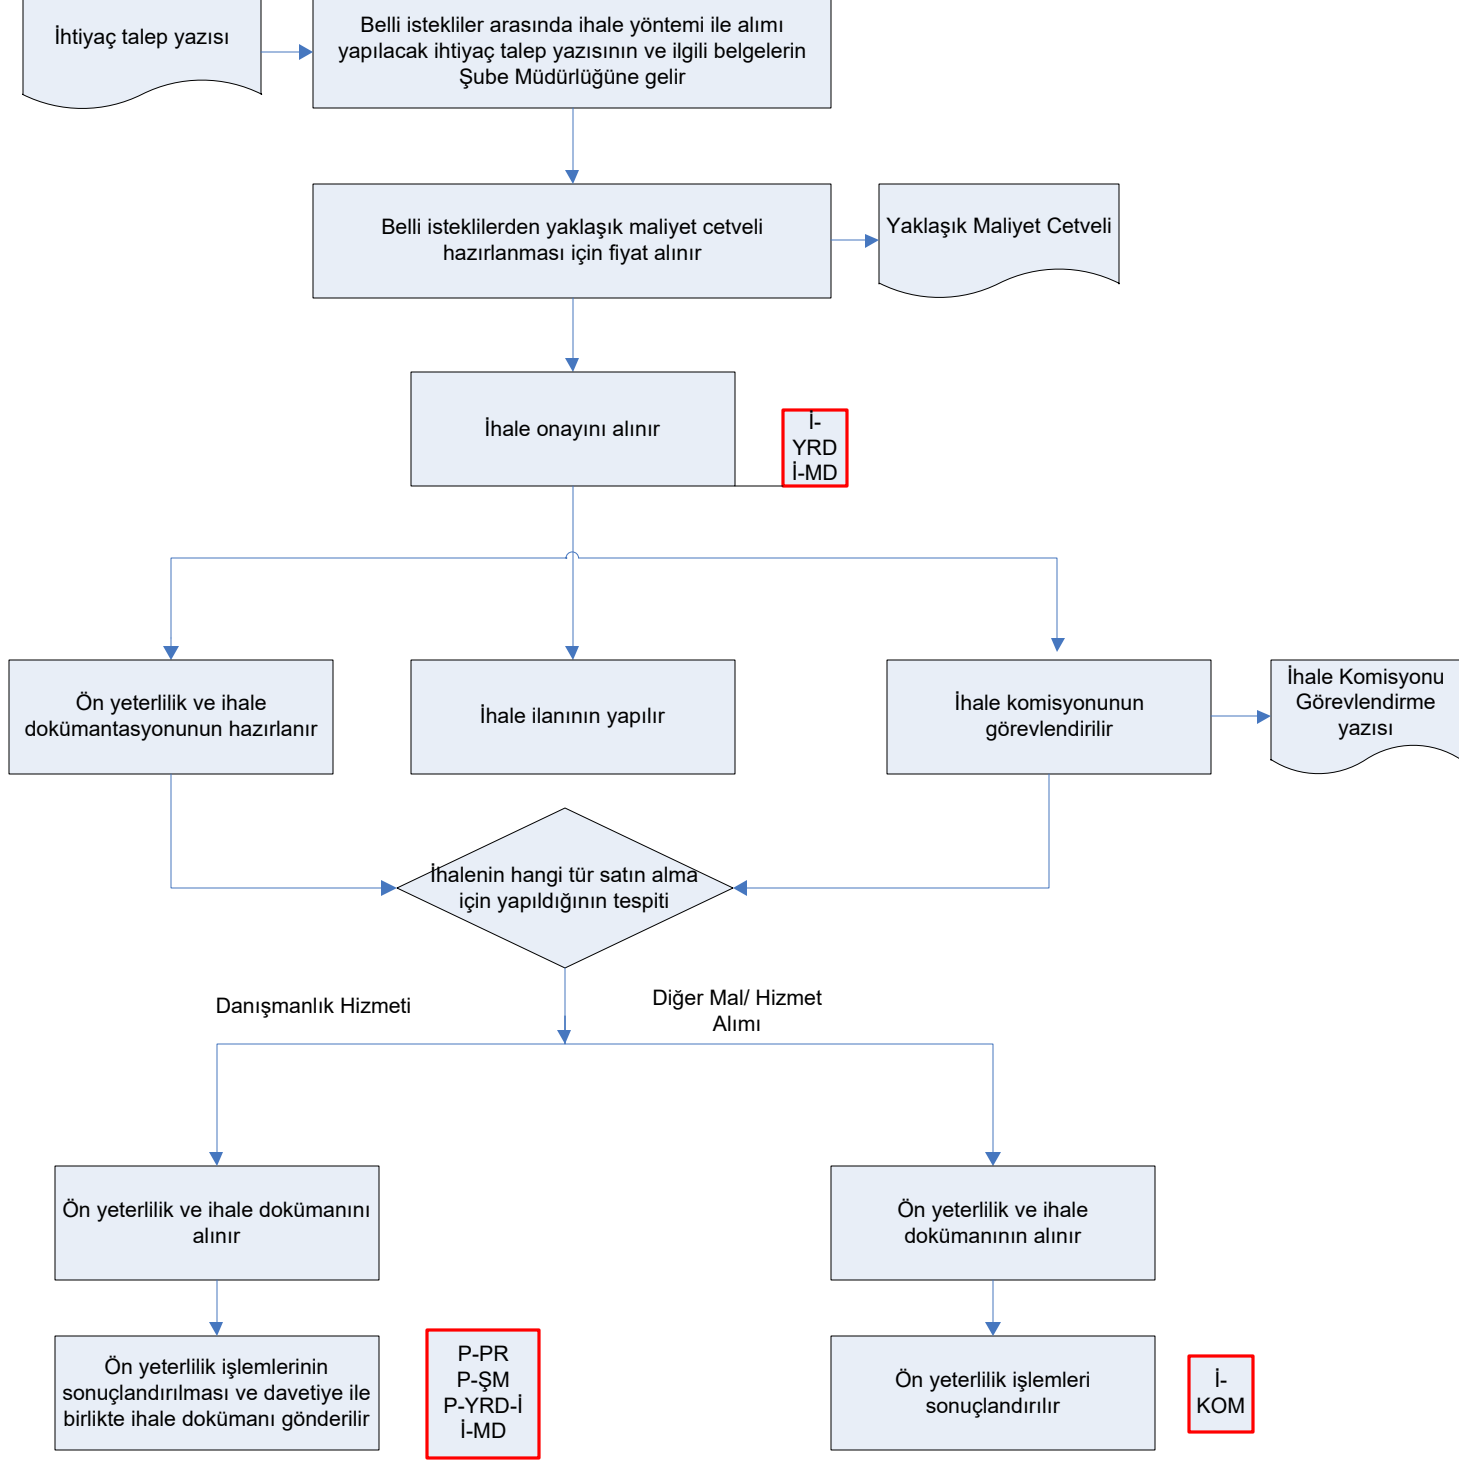 İhtiyaç talep yazısı
Belli istekliler arasında ihale yöntemi ile alımı
yapılacak ihtiyaç talep yazısının ve ilgili belgelerin
Şube Müdürlüğüne gelir
Belli isteklilerden yaklaşık maliyet cetveli
hazırlanması için fiyat alınır
Yaklaşık Maliyet Cetveli
İhale onayını alınır
İ-
YRD
İ-MD
Ön yeterlilik ve ihale
dokümantasyonunun hazırlanır
İhale ilanının yapılır
İhale komisyonunun
görevlendirilir
İhale Komisyonu
Görevlendirme
yazısı
İhalenin hangi tür satın alma
için yapıldığının tespiti
Danışmanlık Hizmeti
Diğer Mal/ Hizmet
Alımı
Ön yeterlilik ve ihale dokümanını
alınır
Ön yeterlilik ve ihale
dokümanının alınır
Ön yeterlilik işlemlerinin
sonuçlandırılması ve davetiye ile
birlikte ihale dokümanı gönderilir
P-PR
P-ŞM
P-YRD-İ
İ-MD
Ön yeterlilik işlemleri
sonuçlandırılır
İ-
KOM